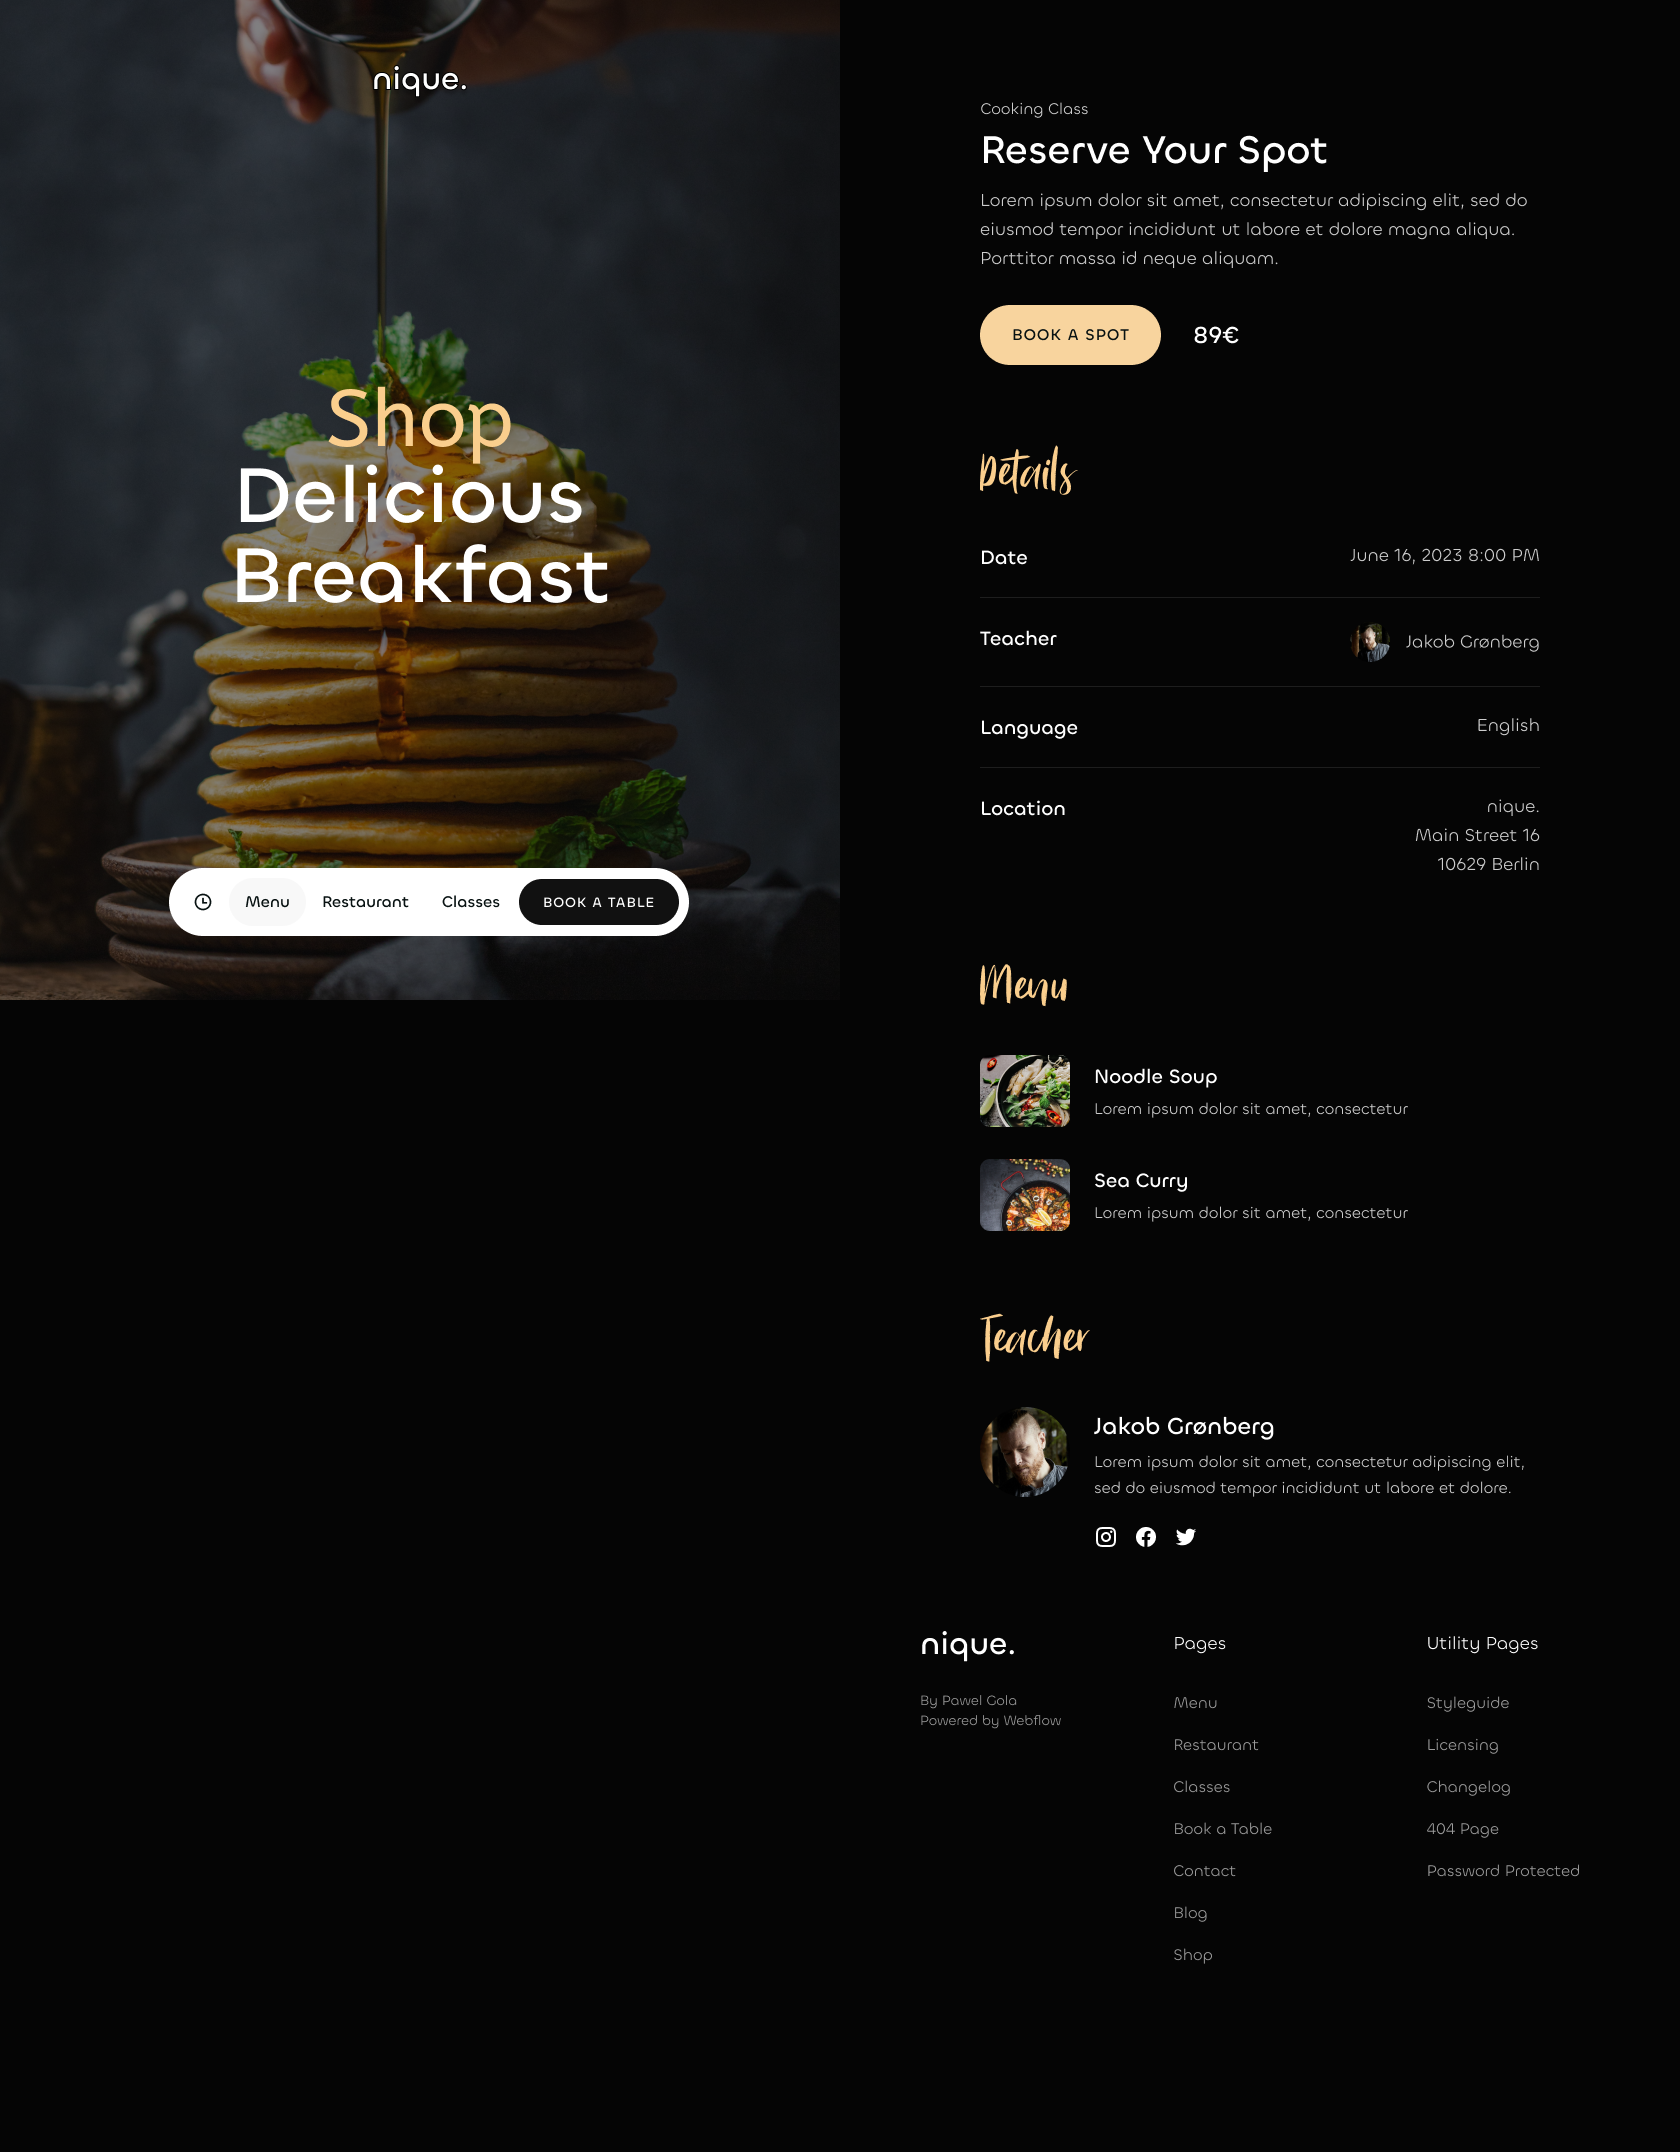 nique.
Shop
Delicious
Breakfast
Menu
Restaurant
Classes
BOOK A TABLE
Cooking Class
Reserve Your Spot
Lorem ipsum dolor sit amet, consectetur adipiscing elit, sed do
eiusmod tempor incididunt ut labore et dolore magna aliqua.
Porttitor massa id neque aliquam.
BOOK A SPOT
89€
Details
Date
June 16, 2023 8:00 PM
Teacher
Jakob Grønberg
Language
English
Location
nique.
Main Street 16
10629 Berlin
Menu
Noodle Soup
Lorem ipsum dolor sit amet, consectetur
Sea Curry
Lorem ipsum dolor sit amet, consectetur
Teacher
Jakob Grønberg
Lorem ipsum dolor sit amet, consectetur adipiscing elit,
sed do eiusmod tempor incididunt ut labore et dolore.
nique.
By Pawel Gola
Powered by Webflow
Pages
Menu
Restaurant
Classes
Book a Table
Contact
Blog
Shop
Utility Pages
Styleguide
Licensing
Changelog
404 Page
Password Protected